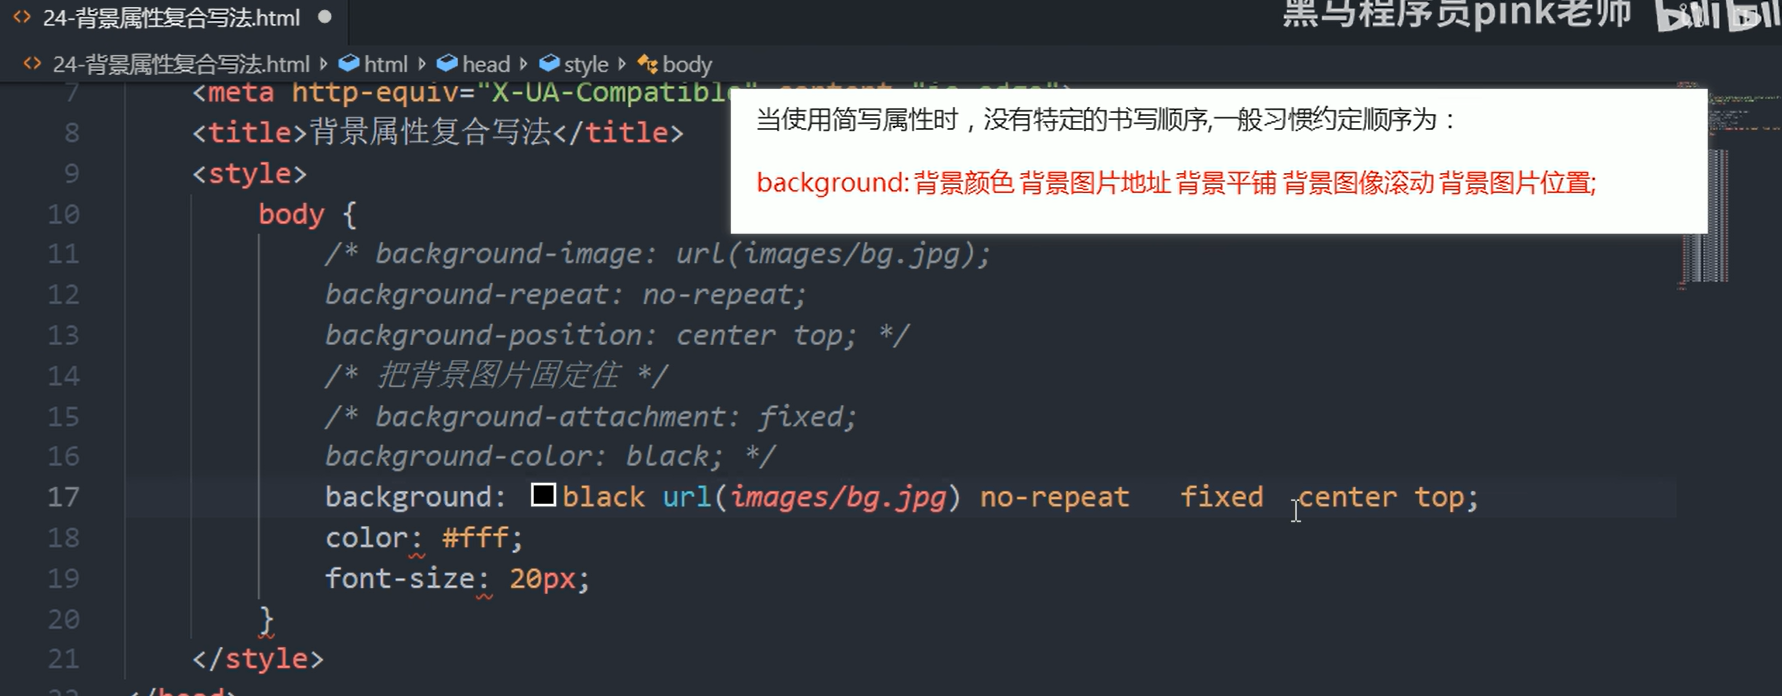 24-背景属性复合写法.html
黑马程序员pink老师 bilibili
24-背景属性复合写法.html html head style body
7 <meta http-equiv="X-UA-Compatible" content="ie=edge">
当使用简写属性时，没有特定的书写顺序,一般习惯约定顺序为：
8 <title>背景属性复合写法</title>
background: 背景颜色 背景图片地址 背景平铺 背景图像滚动 背景图片位置;
9 <style>
10 body {
11 /* background-image: url(images/bg.jpg);
12 background-repeat: no-repeat;
13 background-position: center top; */
14 /* 把背景图片固定住 */
15 /* background-attachment: fixed;
16 background-color: black; */
17 background: black url(images/bg.jpg) no-repeat fixed center top;
18 color: #fff;
19 font-size: 20px;
20 }
21 </style>
22 </head>